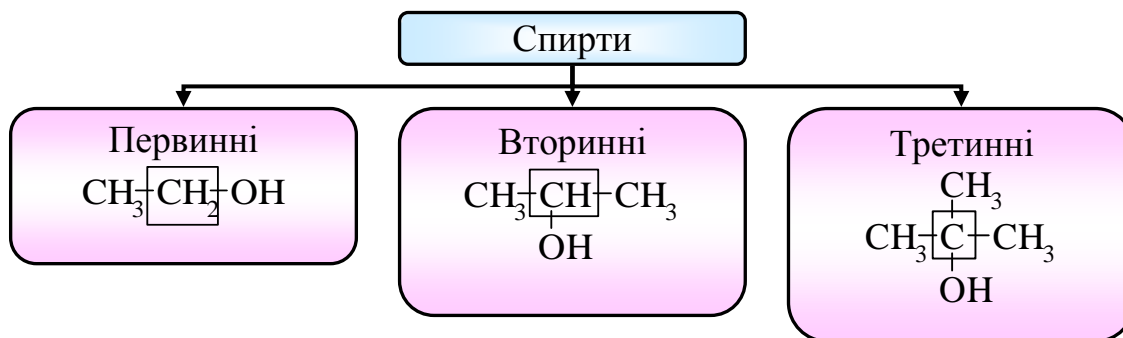 Спирти
Первинні
CH3-CH2-OH
Вторинні
CH3-CH-CH3
OH
Третинні
CH3
CH3-C-CH3
OH